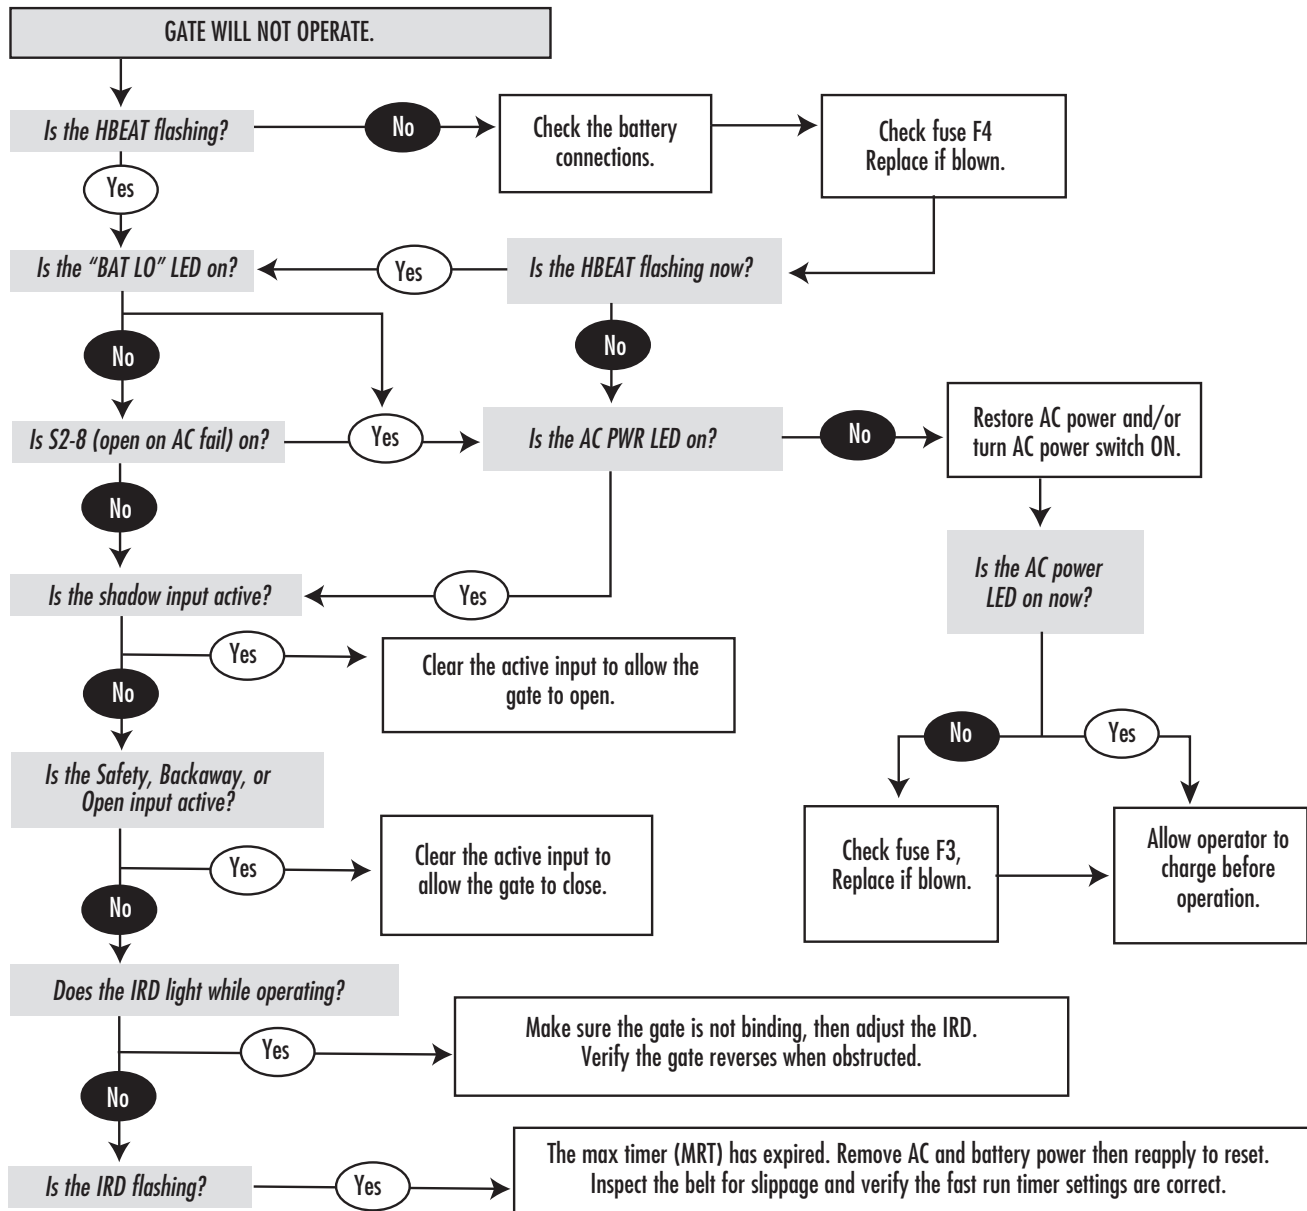 GATE WILL NOT OPERATE.
Is the HBEAT flashing?
No
Check the battery
connections.
Check fuse F4
Replace if blown.
Yes
Is the “BAT LO” LED on?
Yes
Is the HBEAT flashing now?
No
No
Is S2-8 (open on AC fail) on?
Yes
Is the AC PWR LED on?
No
Restore AC power and/or
turn AC power switch ON.
No
Is the shadow input active?
Yes
Is the AC power
LED on now?
Yes
Clear the active input to allow the
gate to open.
No
No
Yes
Is the Safety, Backaway, or
Open input active?
Yes
Clear the active input to
allow the gate to close.
Check fuse F3,
Replace if blown.
Allow operator to
charge before
operation.
No
Does the IRD light while operating?
Yes
Make sure the gate is not binding, then adjust the IRD.
Verify the gate reverses when obstructed.
No
Is the IRD flashing?
Yes
The max timer (MRT) has expired. Remove AC and battery power then reapply to reset.
Inspect the belt for slippage and verify the fast run timer settings are correct.